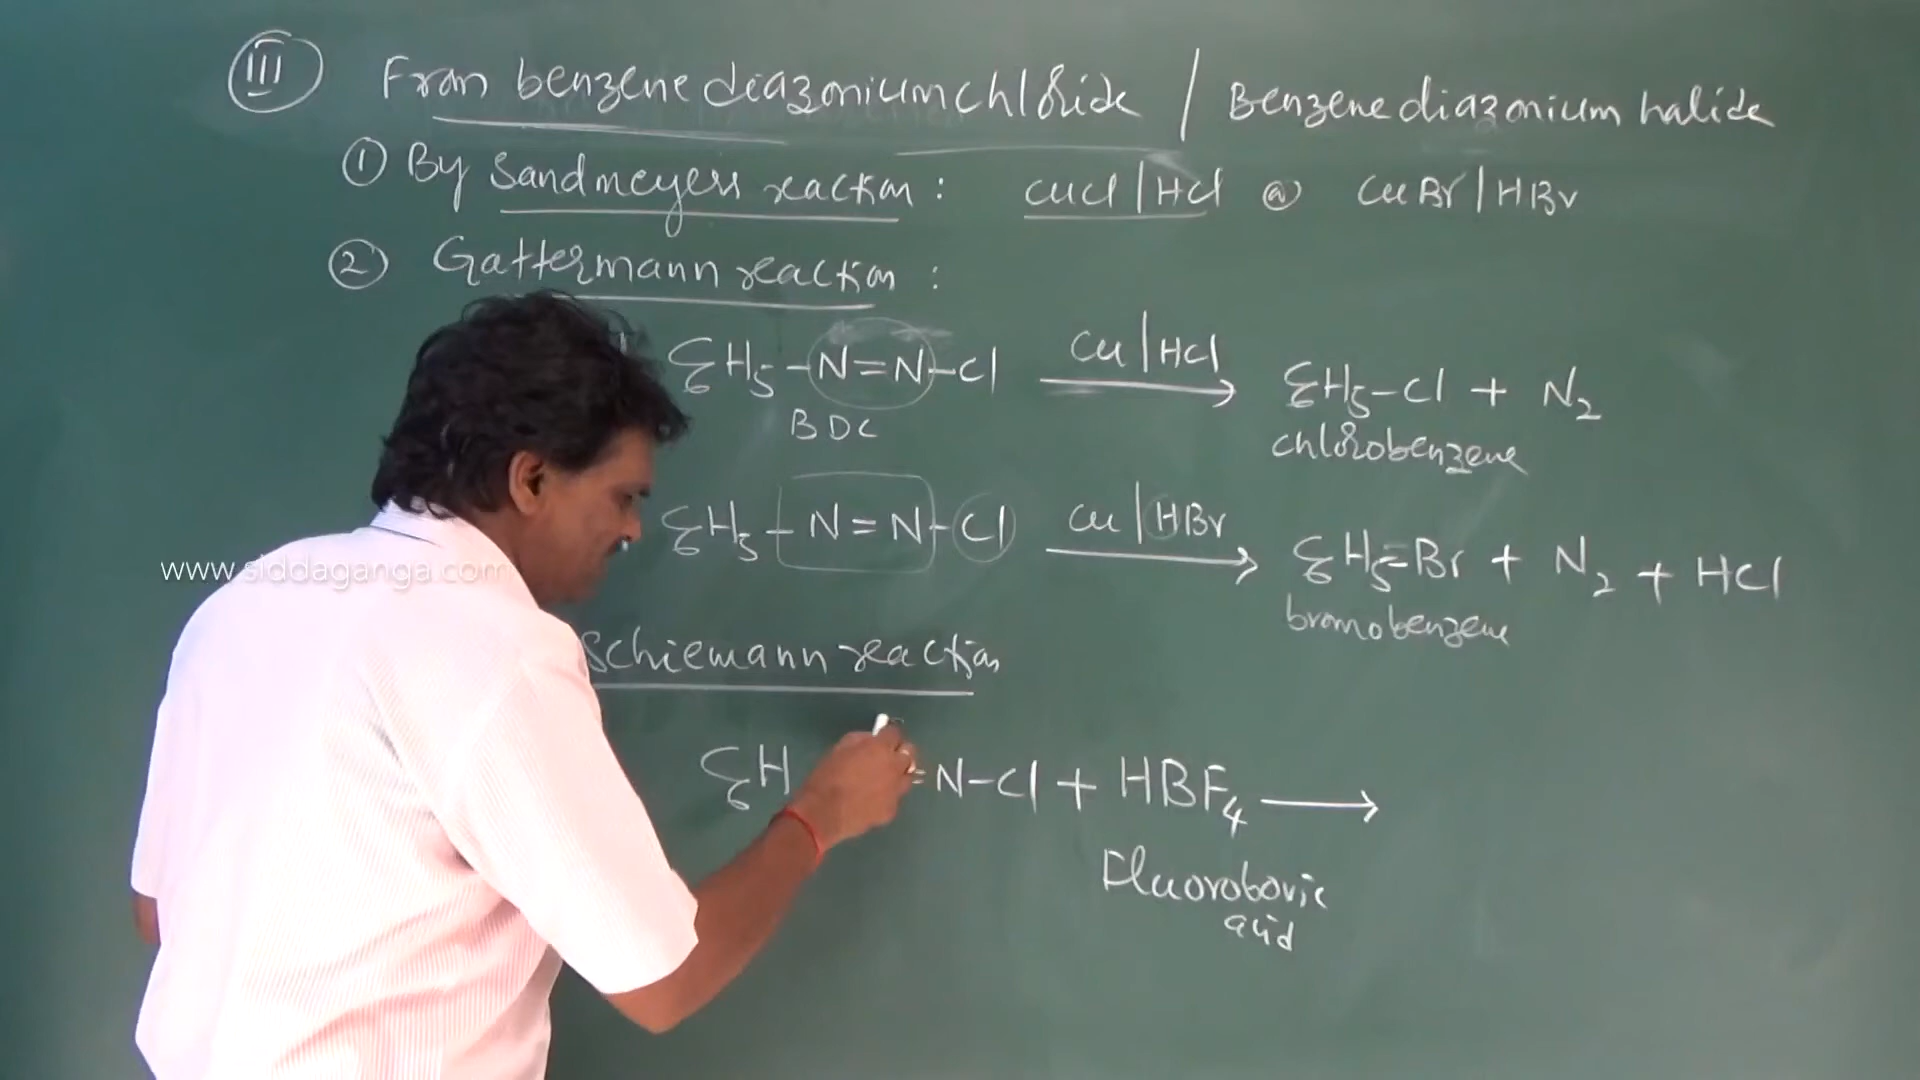 III From benzene diazonium chloride / Benzene diazonium halide
① By Sandmeyers reaction : CuCl | HCl @ CuBr | HBr
② Gattermann reaction :
C₆H₅-N=N-Cl Cu | HCl → C₆H₅-Cl + N₂
BDC chlorobenzene
C₆H₅-N=N-Cl Cu | HBr → C₆H₅-Br + N₂ + HCl
bromobenzene
www.siddaganga.com
Schiemann reaction
C₆H =N-Cl + HBF₄ →
Fluoroboric
acid